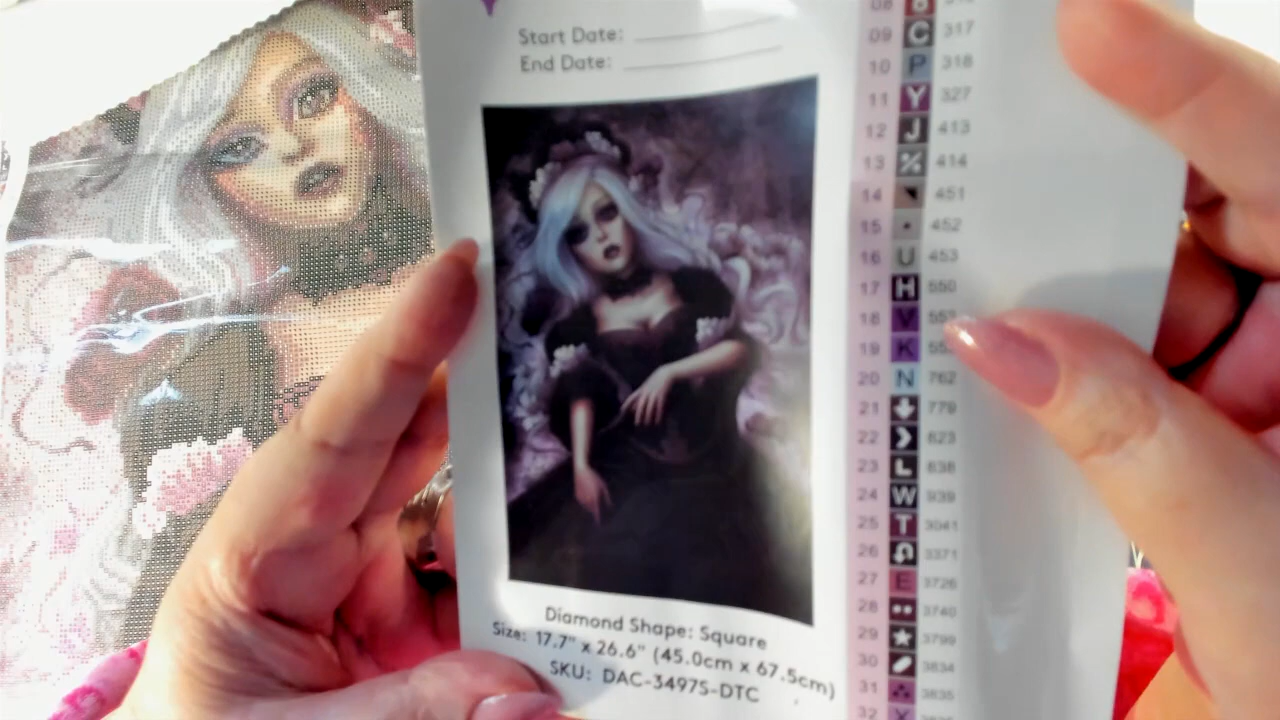 Start Date:
End Date:
09 C 317
10 P 318
11 Y 327
12 J 413
13 414
14 451
15 452
16 U 453
17 H 550
18 V
19 K
20 N 762
21 779
22 823
23 L 838
24 W 939
25 T 3041
26 3371
27 E 3726
28 3740
29 3799
30 3834
31 3835
32
Diamond Shape: Square
Size: 17.7" x 26.6" (45.0cm x 67.5cm)
SKU: DAC-3497S-DTC